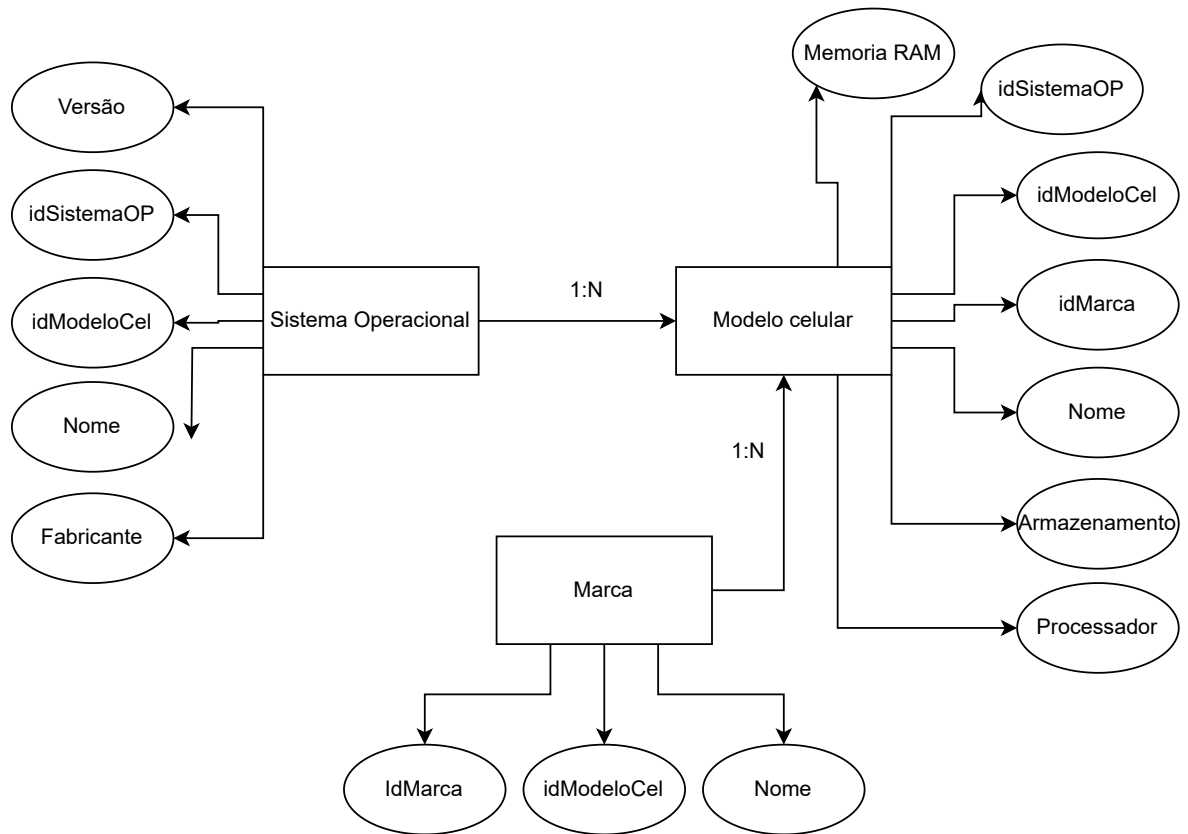 Memoria RAM
idSistemaOP
Versão
idModeloCel
idSistemaOP
1:N
idMarca
idModeloCel
Sistema Operacional
Modelo celular
Nome
Nome
1:N
Armazenamento
Fabricante
Marca
Processador
IdMarca
idModeloCel
Nome